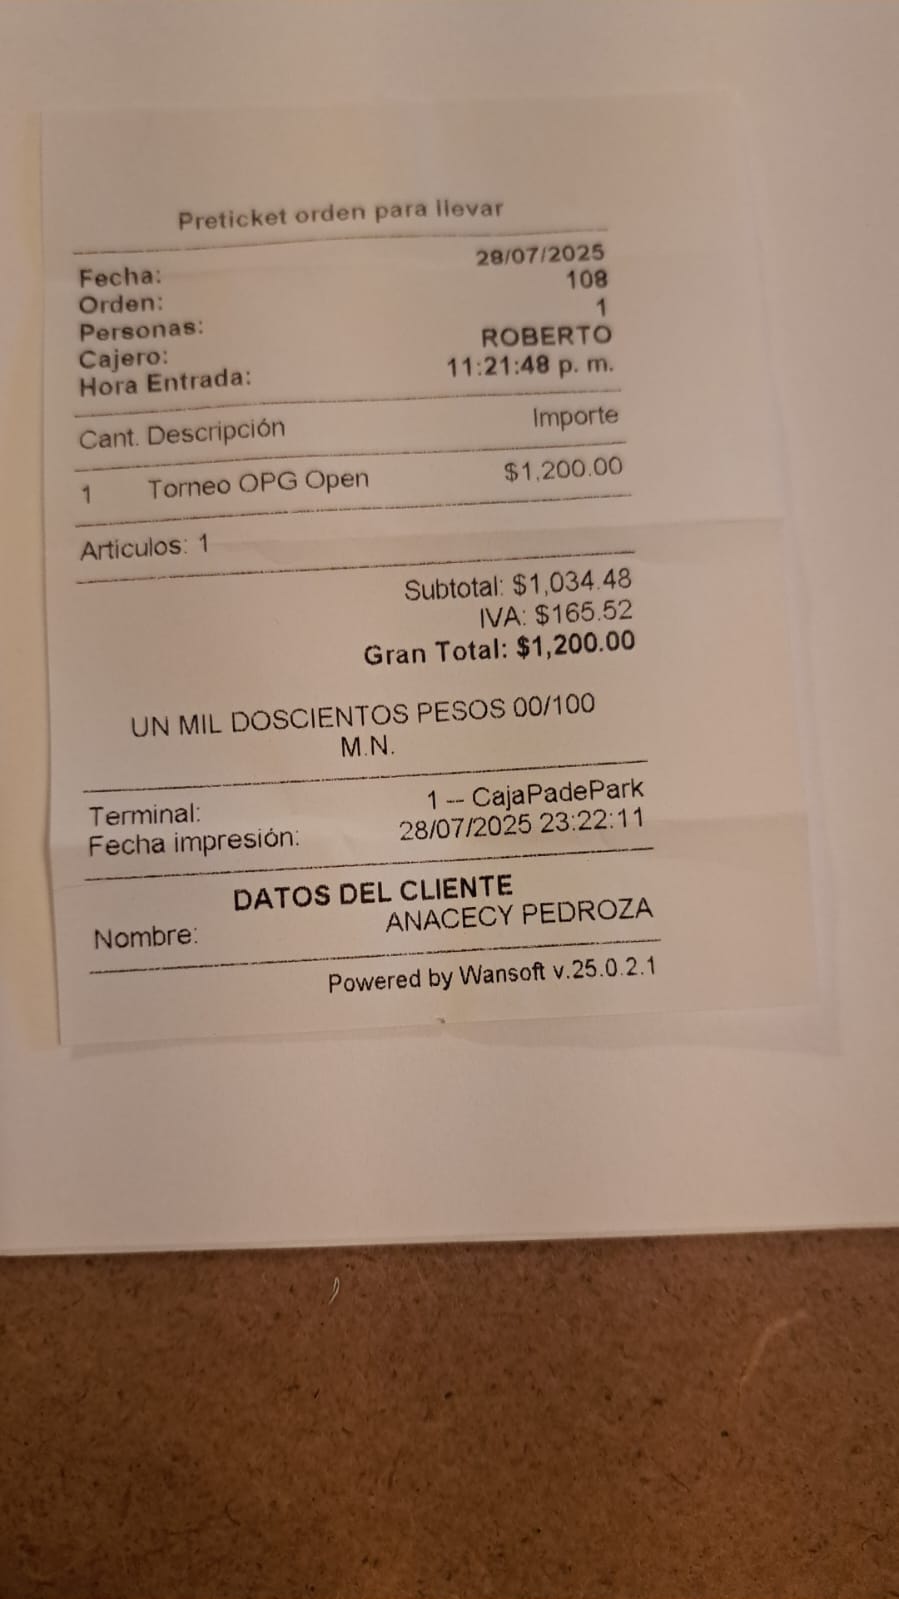 Preticket orden para llevar
Fecha: 28/07/2025
Orden: 108
Personas: 1
Cajero: ROBERTO
Hora Entrada: 11:21:48 p. m.
Cant. Descripción Importe
1 Torneo OPG Open $1,200.00
Articulos: 1
Subtotal: $1,034.48
IVA: $165.52
Gran Total: $1,200.00
UN MIL DOSCIENTOS PESOS 00/100
M.N.
Terminal: 1 -- CajaPadePark
Fecha impresión: 28/07/2025 23:22:11
DATOS DEL CLIENTE
Nombre: ANACECY PEDROZA
Powered by Wansoft v.25.0.2.1